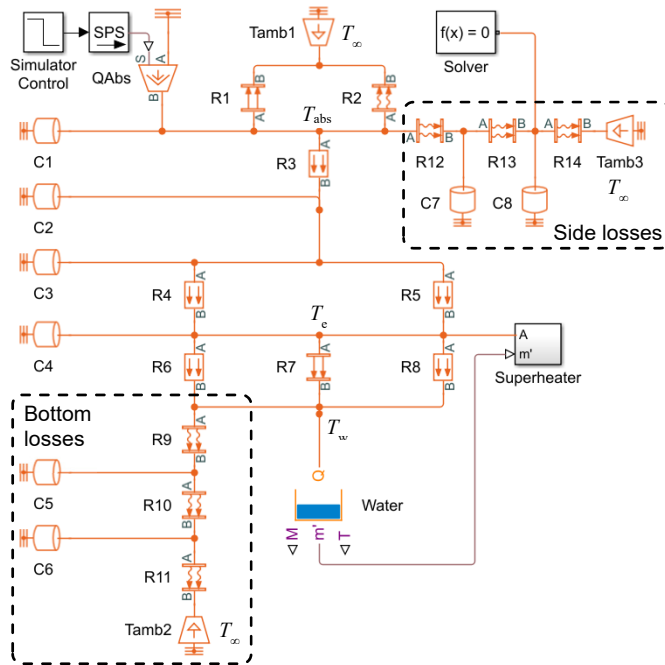 Tamb1
T∞
SPS
f(x) = 0
Simulator
Control
QAbs
S
A
B
Solver
R1
B
A
R2
B
A
Tabs
C1
A
R12
B
A
R13
B
A
R14
B
Tamb3
T∞
R3
A
B
C7
C8
Side losses
C2
C3
R4
A
B
R5
A
B
Te
C4
R6
A
B
R7
A
B
R8
A
B
A
m'
Superheater
Bottom
losses
Tw
R9
A
B
C5
R10
A
B
Q
Water
M
m'
T
C6
R11
A
B
Tamb2
T∞